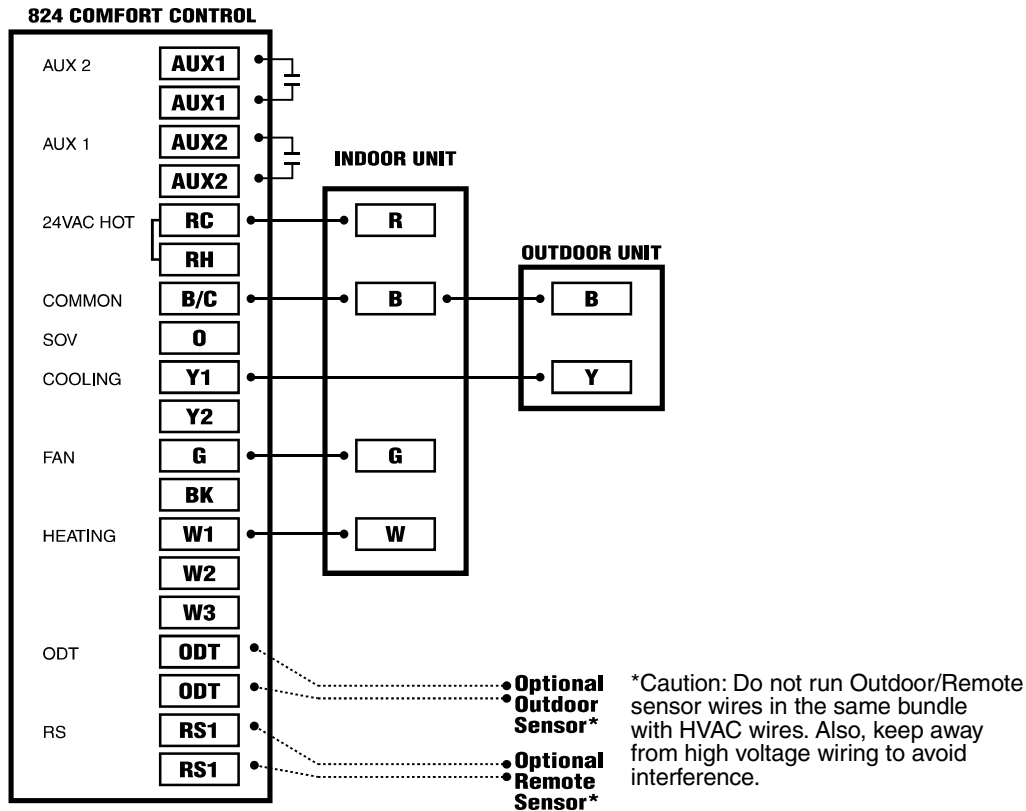 824 COMFORT CONTROL
AUX 2 AUX1
AUX1
AUX 1 AUX2
AUX2
INDOOR UNIT
24VAC HOT RC R
RH
OUTDOOR UNIT
COMMON B/C B B
SOV O
COOLING Y1 Y
Y2
FAN G G
BK
HEATING W1 W
W2
W3
ODT ODT
ODT
RS RS1
RS1
Optional
Outdoor
Sensor*
Optional
Remote
Sensor*
*Caution: Do not run Outdoor/Remote
sensor wires in the same bundle
with HVAC wires. Also, keep away
from high voltage wiring to avoid
interference.